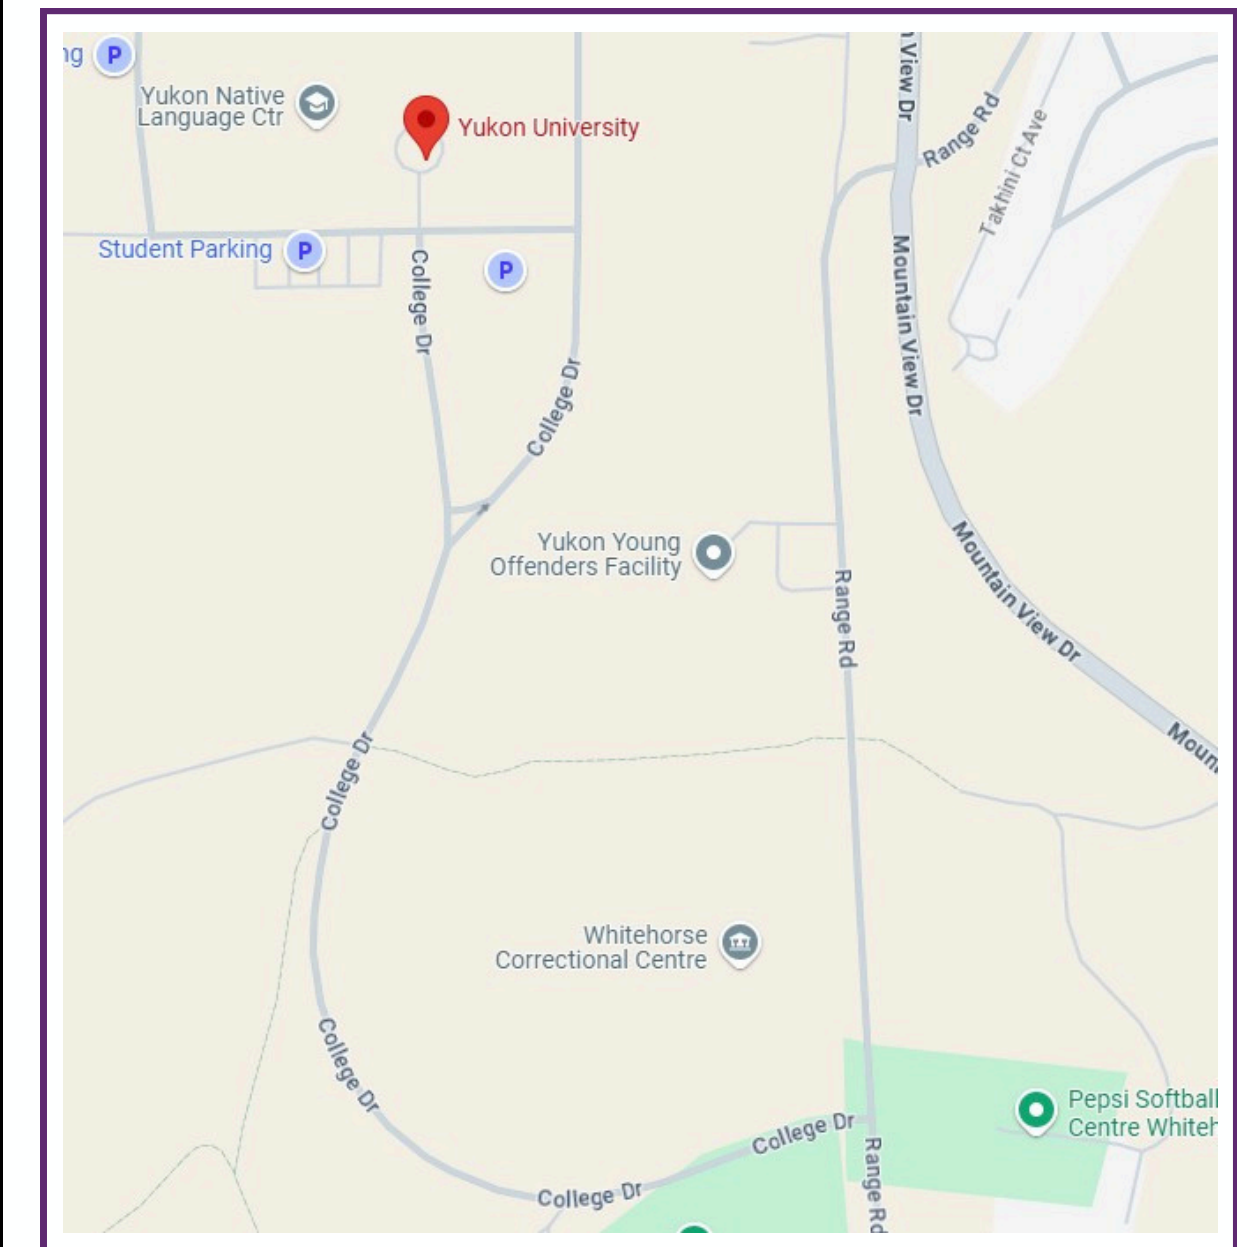 ng P
Yukon Native
Language Ctr
Yukon University
View Dr
Range Rd
Takhini Ct Ave
Student Parking P
P
College Dr
Mountain View Dr
College Dr
Yukon Young
Offenders Facility
Mountain View Dr
Range Rd
Moun
College Dr
Whitehorse
Correctional Centre
College Dr
Pepsi Softball
Centre Whiteh
College Dr
Range Rd
College Dr